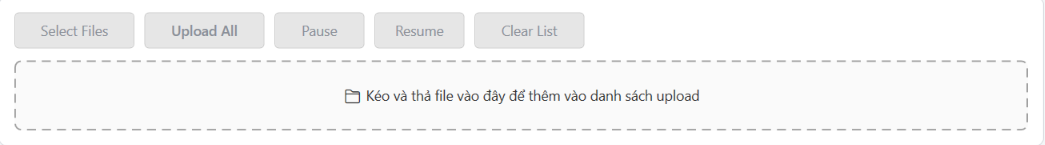 Select Files Upload All Pause Resume Clear List
Kéo và thả file vào đây để thêm vào danh sách upload